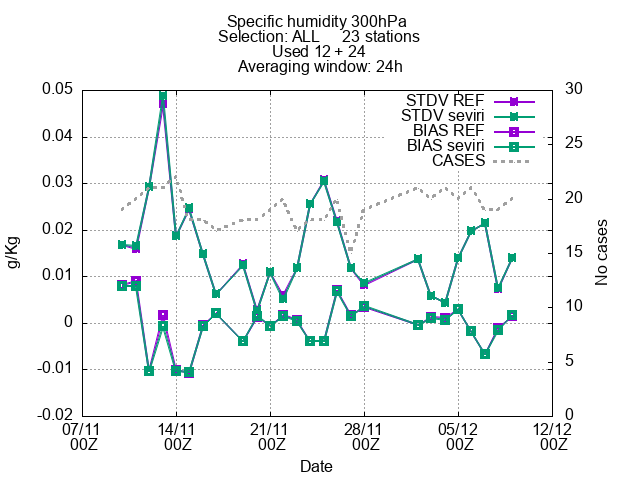 Specific humidity 300hPa
Selection: ALL 23 stations
Used 12 + 24
Averaging window: 24h
STDV REF
STDV seviri
BIAS REF
BIAS seviri
CASES
g/Kg
0.05
0.04
0.03
0.02
0.01
0
-0.01
-0.02
30
25
20
15
10
5
0
No cases
07/11 14/11 21/11 28/11 05/12 12/12
00Z 00Z 00Z 00Z 00Z 00Z
Date